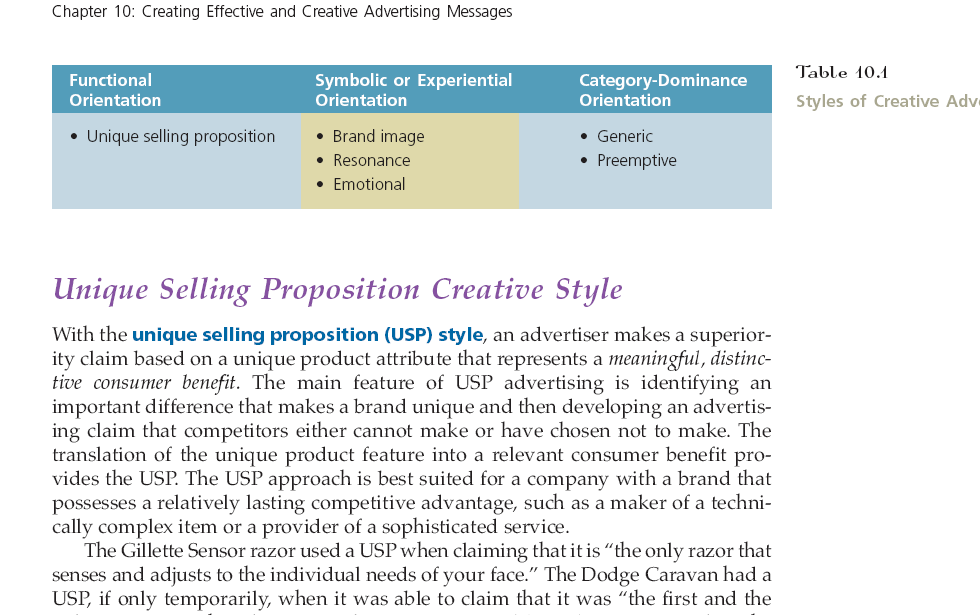 Chapter 10: Creating Effective and Creative Advertising Messages
Functional
Orientation
Symbolic or Experiential
Orientation
Category-Dominance
Orientation
• Unique selling proposition
• Brand image
• Resonance
• Emotional
• Generic
• Preemptive
Table 10.1
Styles of Creative
Unique Selling Proposition Creative Style
With the unique selling proposition (USP) style, an advertiser makes a superior-
ity claim based on a unique product attribute that represents a meaningful, distinc-
tive consumer benefit. The main feature of USP advertising is identifying an
important difference that makes a brand unique and then developing an advertis-
ing claim that competitors either cannot make or have chosen not to make. The
translation of the unique product feature into a relevant consumer benefit pro-
vides the USP. The USP approach is best suited for a company with a brand that
possesses a relatively lasting competitive advantage, such as a maker of a techni-
cally complex item or a provider of a sophisticated service.
The Gillette Sensor razor used a USP when claiming that it is “the only razor that
senses and adjusts to the individual needs of your face.” The Dodge Caravan had a
USP, if only temporarily, when it was able to claim that it was “the first and the